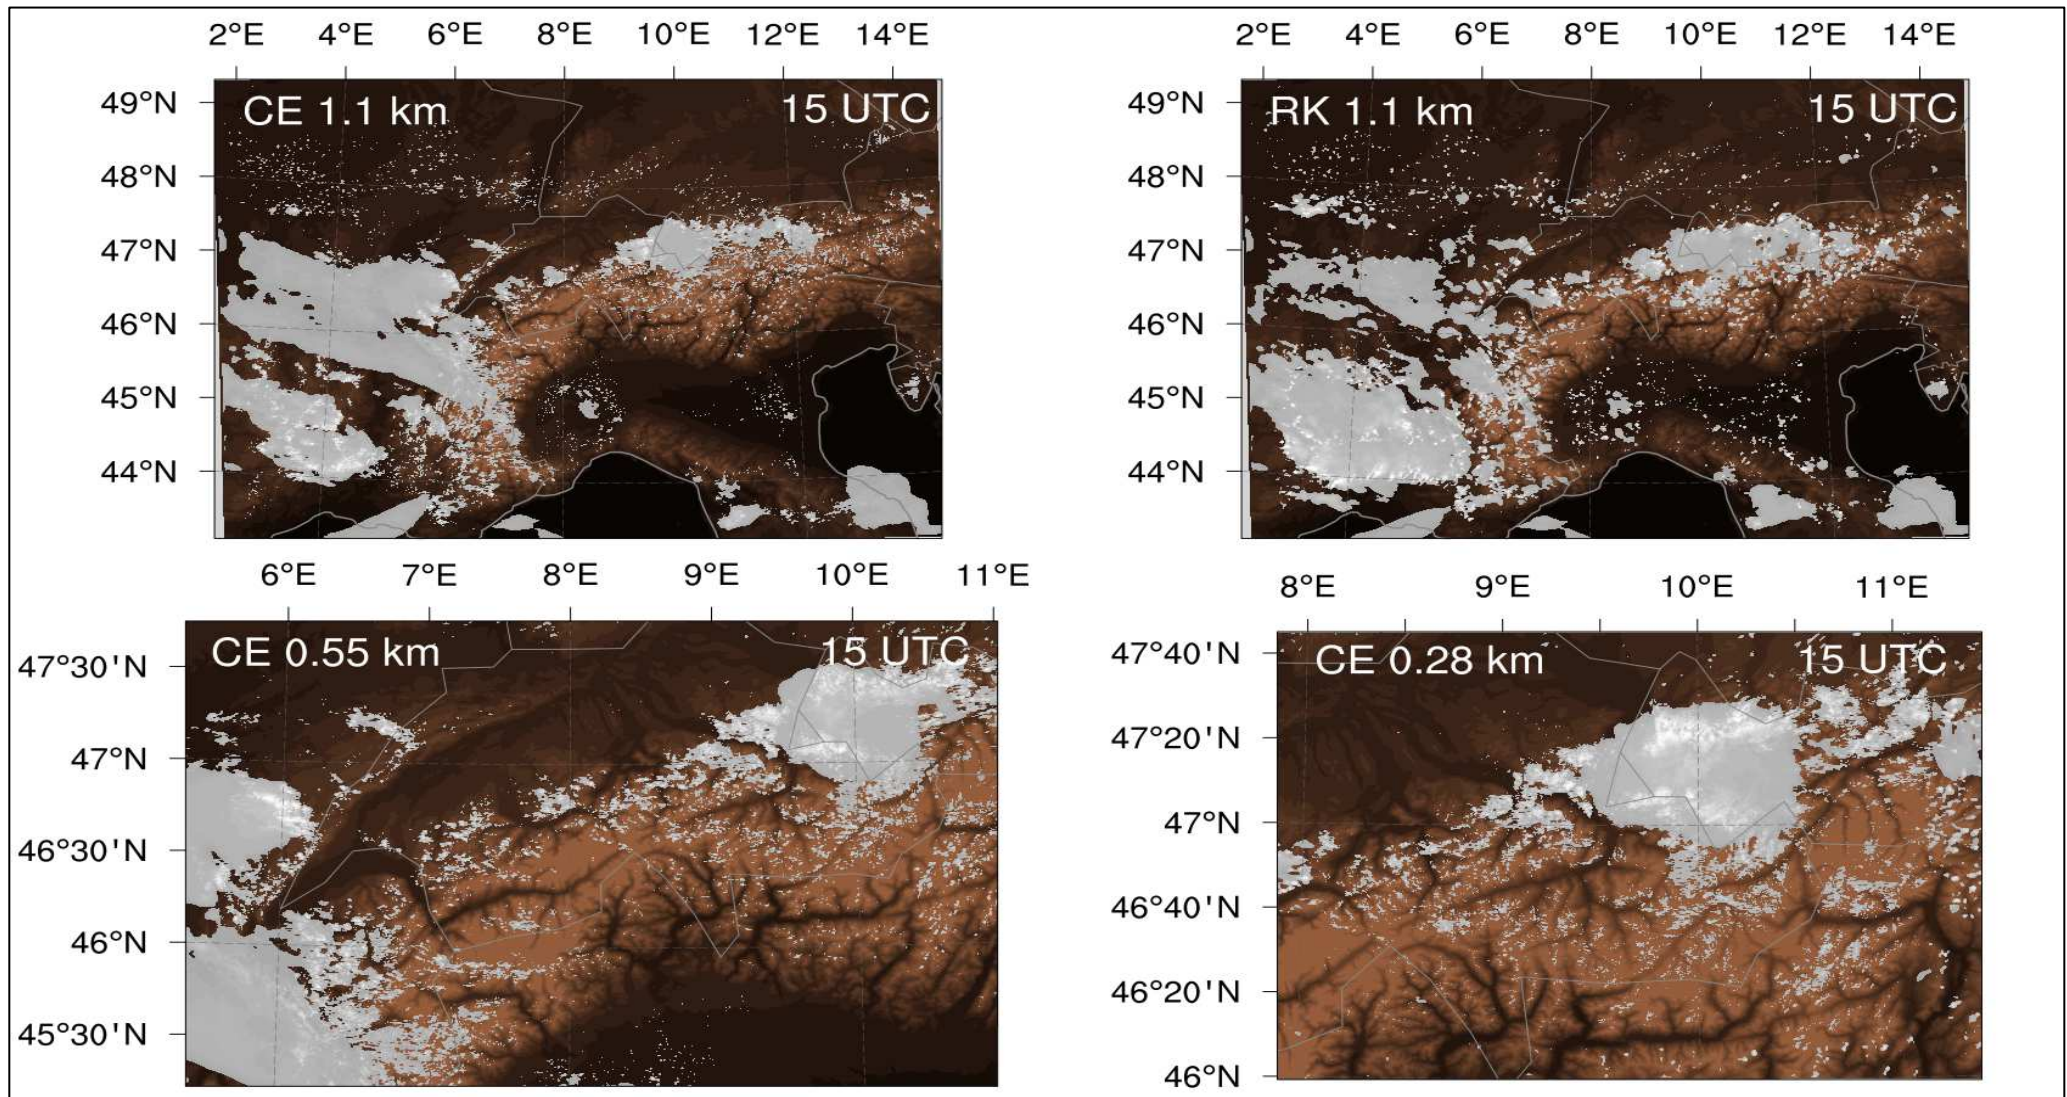 2°E 4°E 6°E 8°E 10°E 12°E 14°E
49°N
48°N
47°N
46°N
45°N
44°N
CE 1.1 km 15 UTC
2°E 4°E 6°E 8°E 10°E 12°E 14°E
49°N
48°N
47°N
46°N
45°N
44°N
RK 1.1 km 15 UTC
6°E 7°E 8°E 9°E 10°E 11°E
47°30'N
47°N
46°30'N
46°N
45°30'N
CE 0.55 km 15 UTC
8°E 9°E 10°E 11°E
47°40'N
47°20'N
47°N
46°40'N
46°20'N
46°N
CE 0.28 km 15 UTC